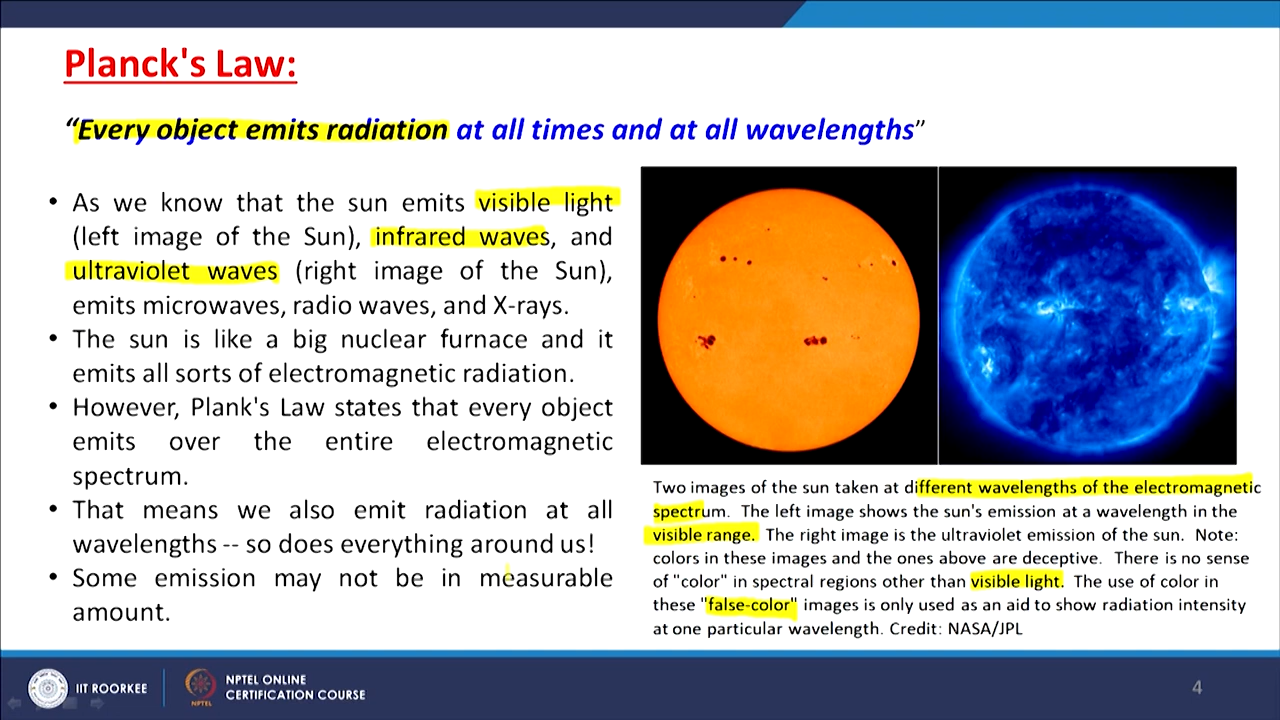 Planck's Law:
“Every object emits radiation at all times and at all wavelengths”
• As we know that the sun emits visible light
(left image of the Sun), infrared waves, and
ultraviolet waves (right image of the Sun),
emits microwaves, radio waves, and X-rays.
• The sun is like a big nuclear furnace and it
emits all sorts of electromagnetic radiation.
• However, Plank's Law states that every object
emits over the entire electromagnetic
spectrum.
• That means we also emit radiation at all
wavelengths -- so does everything around us!
• Some emission may not be in measurable
amount.
Two images of the sun taken at different wavelengths of the electromagnetic
spectrum. The left image shows the sun's emission at a wavelength in the
visible range. The right image is the ultraviolet emission of the sun. Note:
colors in these images and the ones above are deceptive. There is no sense
of "color" in spectral regions other than visible light. The use of color in
these "false-color" images is only used as an aid to show radiation intensity
at one particular wavelength. Credit: NASA/JPL
IIT ROORKEE
NPTEL
NPTEL ONLINE
CERTIFICATION COURSE
4